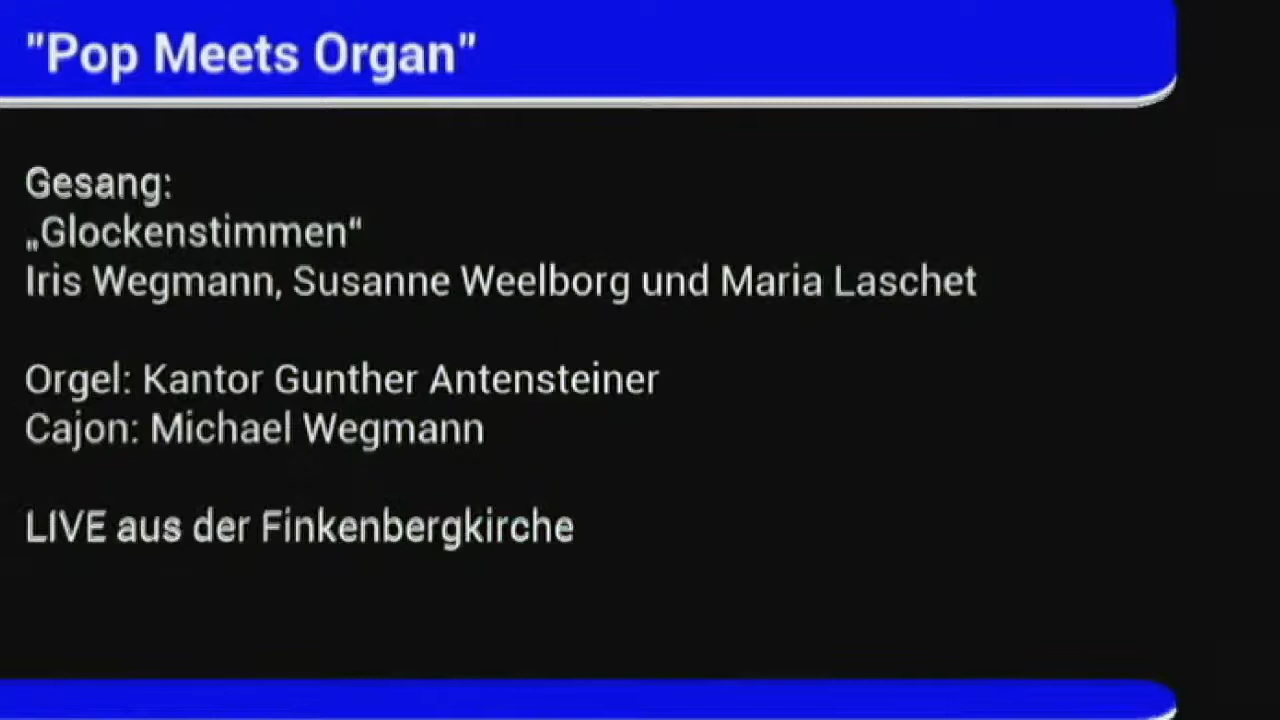 "Pop Meets Organ"
Gesang:
„Glockenstimmen“
Iris Wegmann, Susanne Weelborg und Maria Laschet
Orgel: Kantor Gunther Antensteiner
Cajon: Michael Wegmann
LIVE aus der Finkenbergkirche